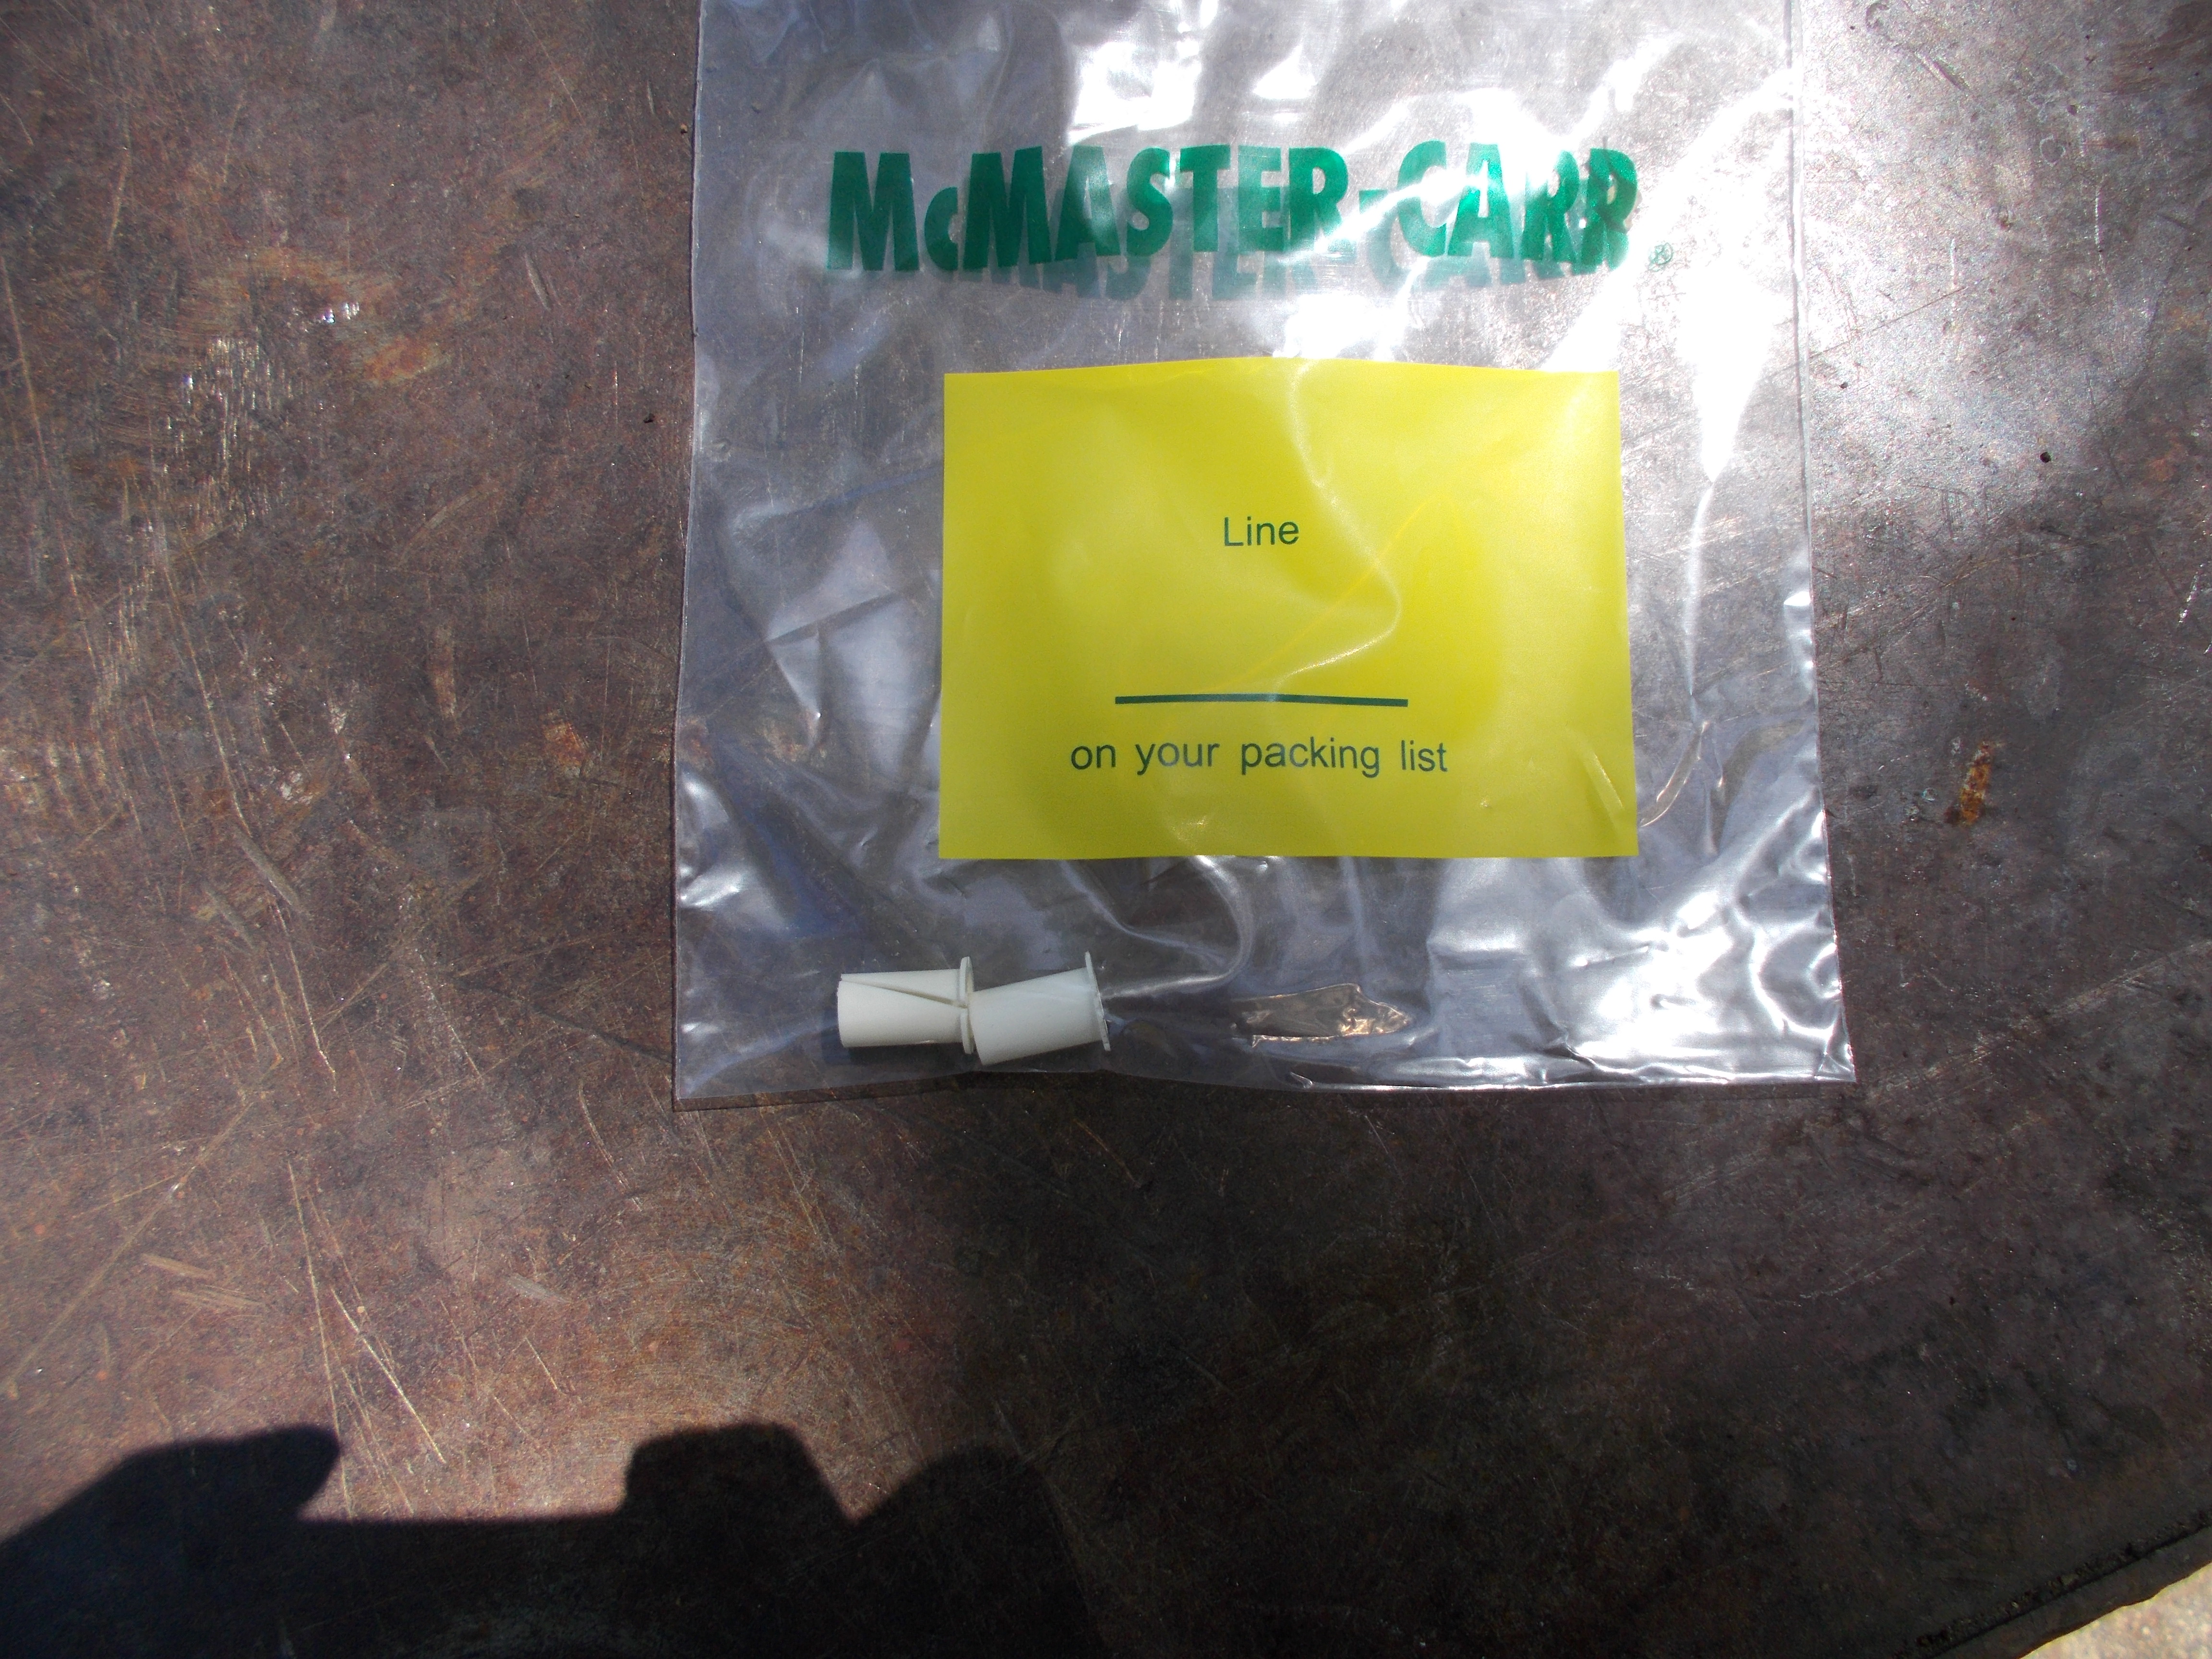 McMASTER-CARR®
Line
on your packing list